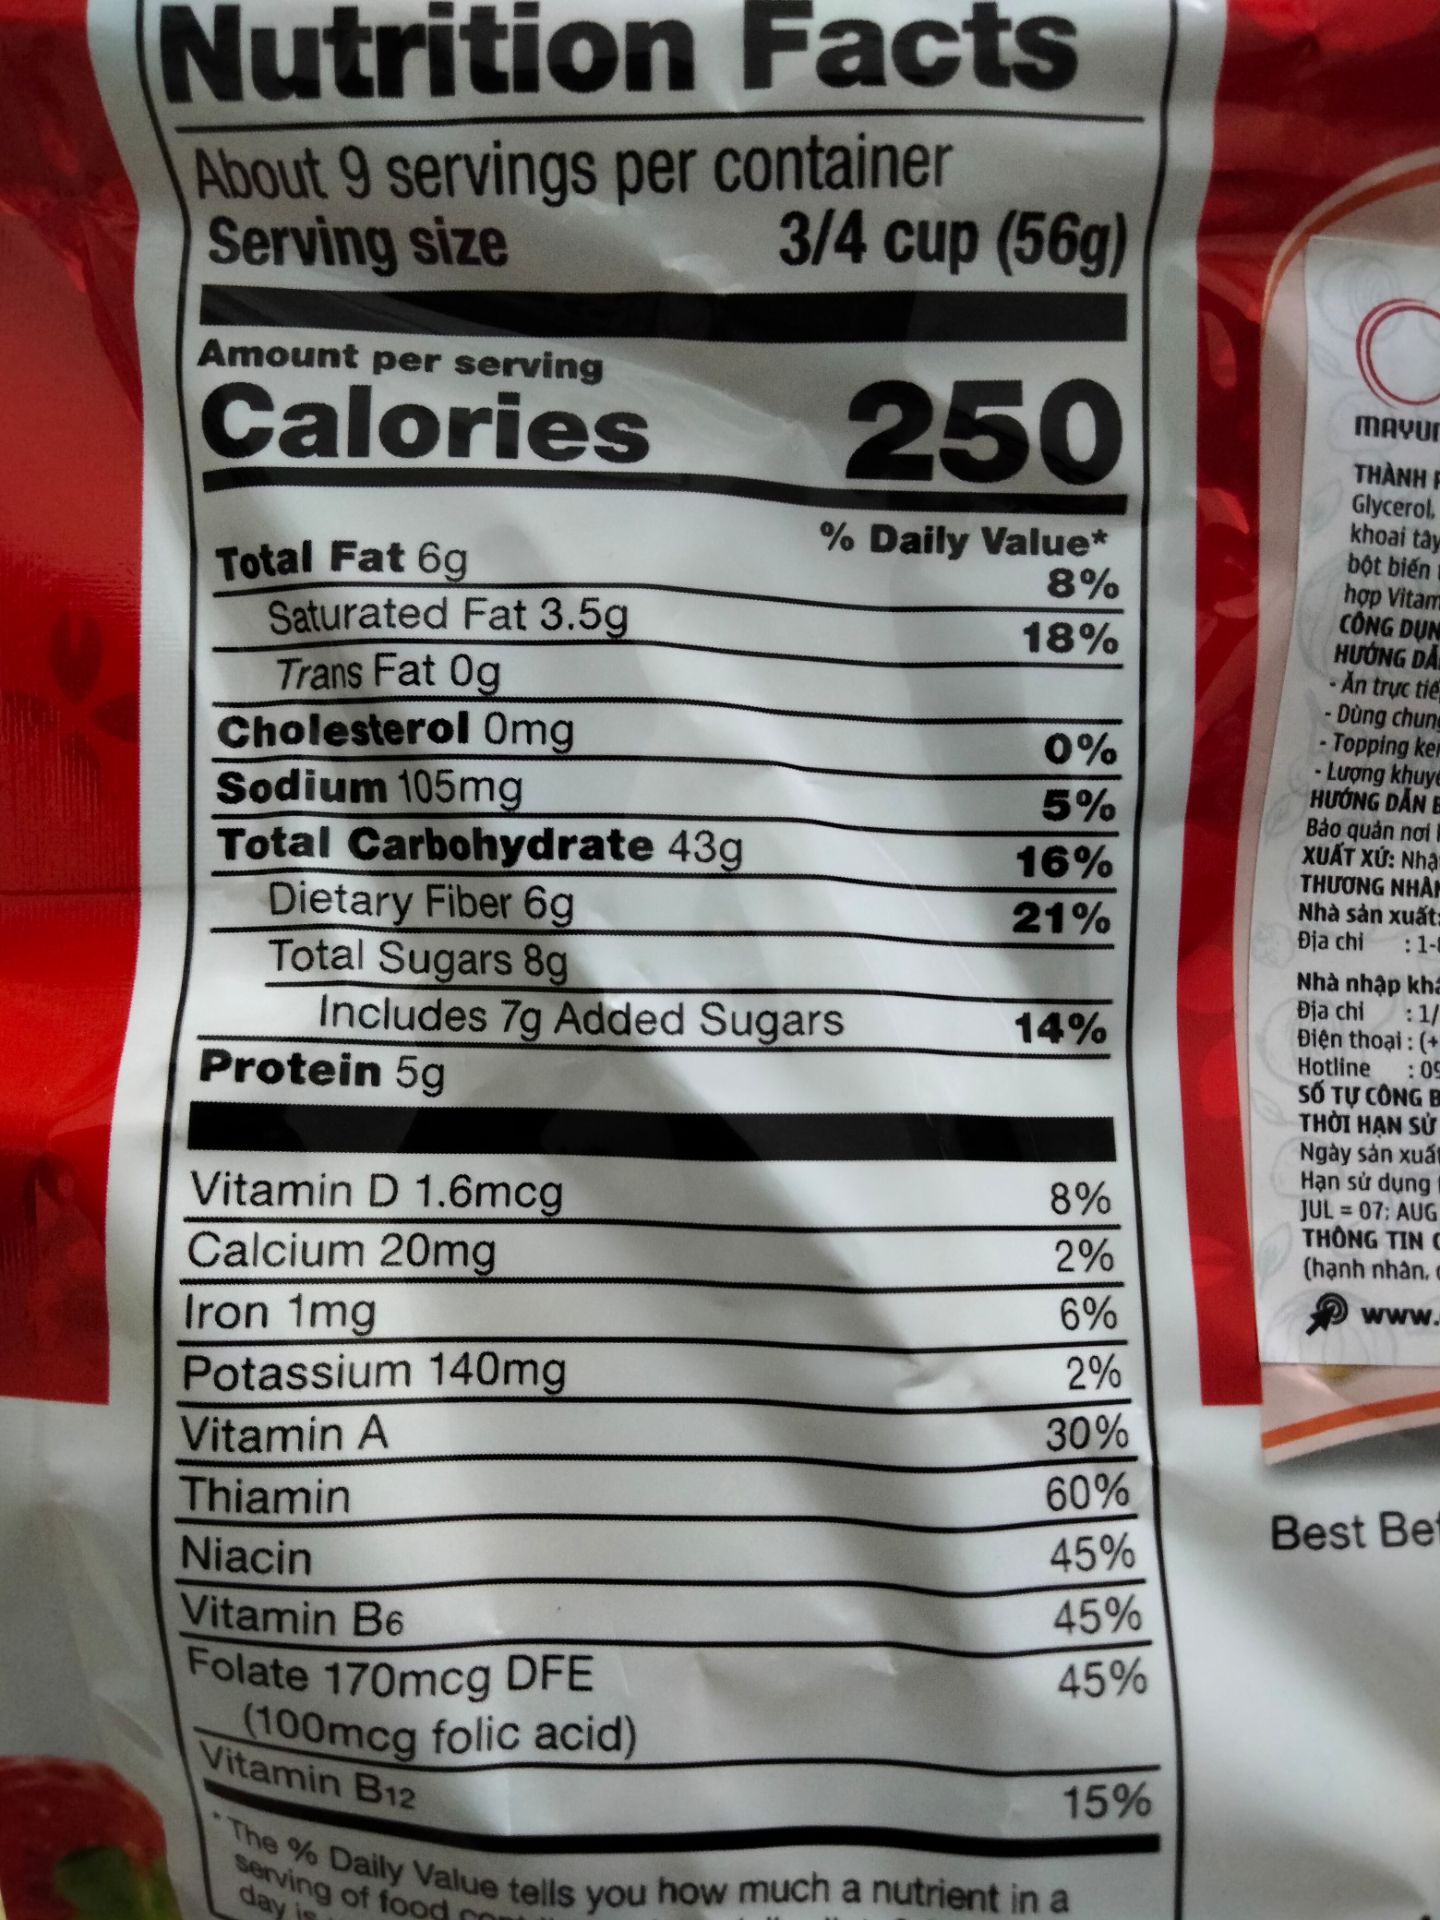 Nutrition Facts
About 9 servings per container
Serving size 3/4 cup (56g)
Amount per serving
Calories 250
% Daily Value*
Total Fat 6g 8%
Saturated Fat 3.5g 18%
Trans Fat 0g
Cholesterol 0mg 0%
Sodium 105mg 5%
Total Carbohydrate 43g 16%
Dietary Fiber 6g 21%
Total Sugars 8g
Includes 7g Added Sugars 14%
Protein 5g
Vitamin D 1.6mcg 8%
Calcium 20mg 2%
Iron 1mg 6%
Potassium 140mg 2%
Vitamin A 30%
Thiamin 60%
Niacin 45%
Vitamin B6 45%
Folate 170mcg DFE 45%
(100mcg folic acid)
Vitamin B12 15%
* The % Daily Value tells you how much a nutrient in a
serving of food
day
THÀNH
Glycerol,
khoai tây
bột biến
hợp
CÔNG
HƯỚNG
- Ăn trực
- Dùng
- Topping
- Lượng
HƯỚNG DẪN
Bảo quản nơi
XUẤT XỨ:
THƯƠNG
Nhà sản xuất:
Địa chỉ : 1-
Nhà nhập
Địa chỉ : 1/
Điện thoại : (+
Hotline : 09
SỐ TỰ CÔNG
THỜI HẠN SỬ
Ngày sản
Hạn sử dụng
JUL = 07; AUG
THÔNG TIN
(hạnh nhân,
www.
Best